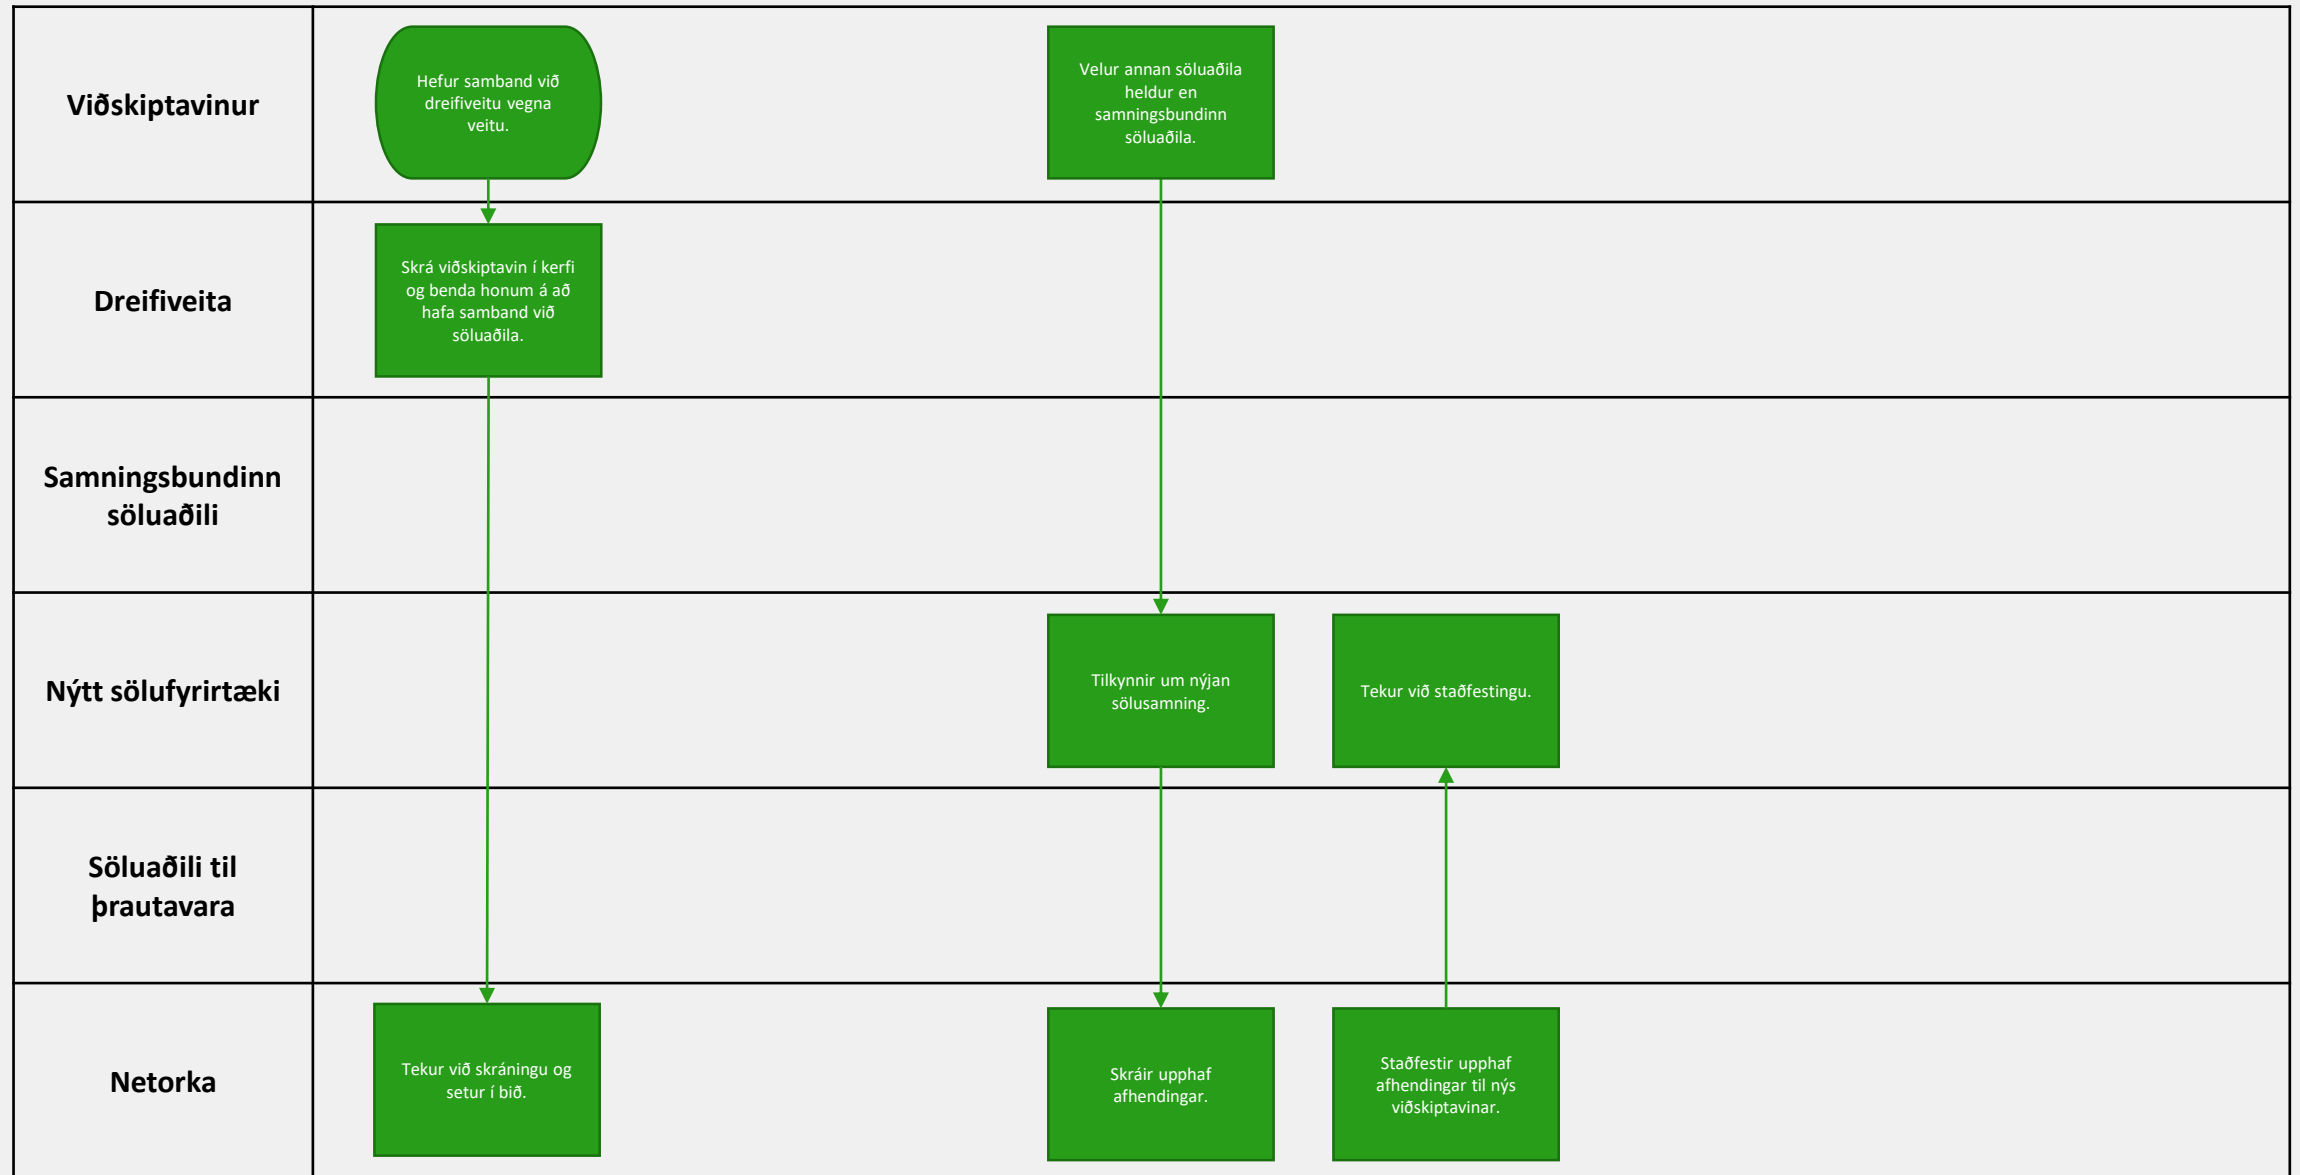 Viðskiptavinur
Hefur samband við
dreifiveitu vegna
veitu.
Velur annan söluaðila
heldur en
samningsbundinn
söluaðila.
Dreifiveita
Skrá viðskiptavin í kerfi
og benda honum á að
hafa samband við
söluaðila.
Samningsbundinn
söluaðili
Nýtt sölufyrirtæki
Tilkynnir um nýjan
sölusamning.
Tekur við staðfestingu.
Söluaðili til
þrautavara
Netorka
Tekur við skráningu og
setur í bið.
Skráir upphaf
afhendingar.
Staðfestir upphaf
afhendingar til nýs
viðskiptavinar.